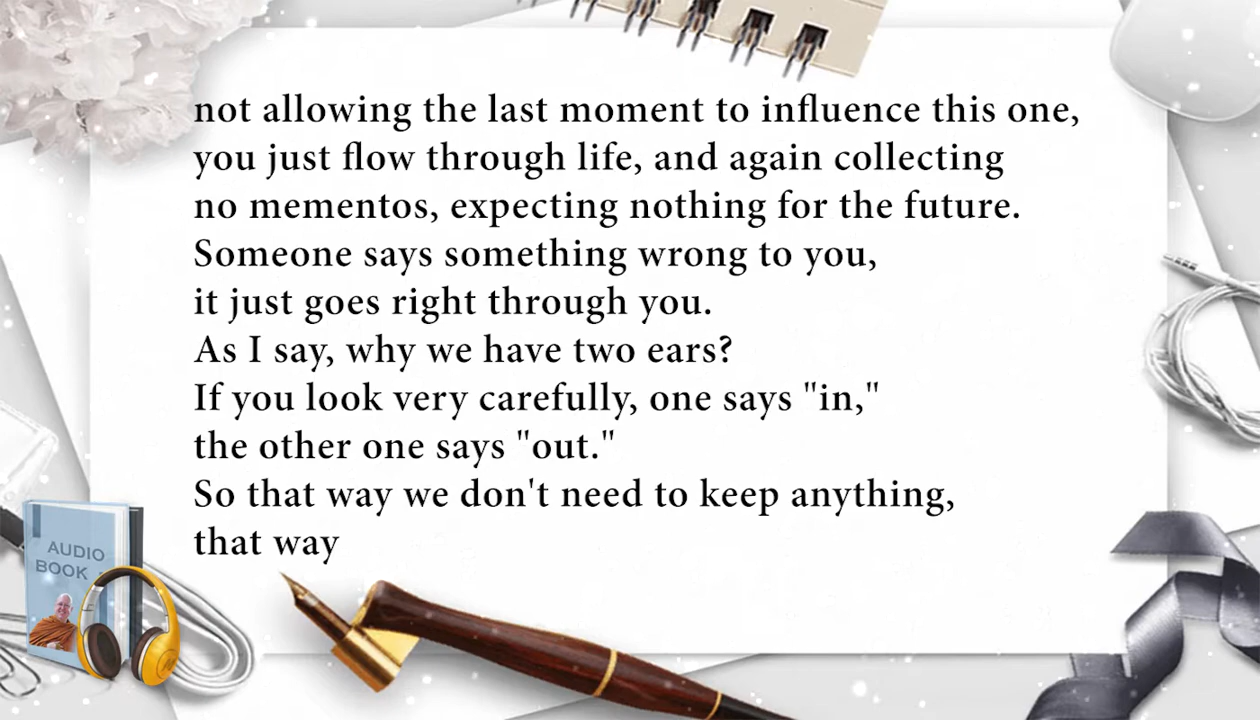 not allowing the last moment to influence this one,
you just flow through life, and again collecting
no mementos, expecting nothing for the future.
Someone says something wrong to you,
it just goes right through you.
As I say, why we have two ears?
If you look very carefully, one says "in,"
the other one says "out."
So that way we don't need to keep anything,
that way
AUDIO
BOOK